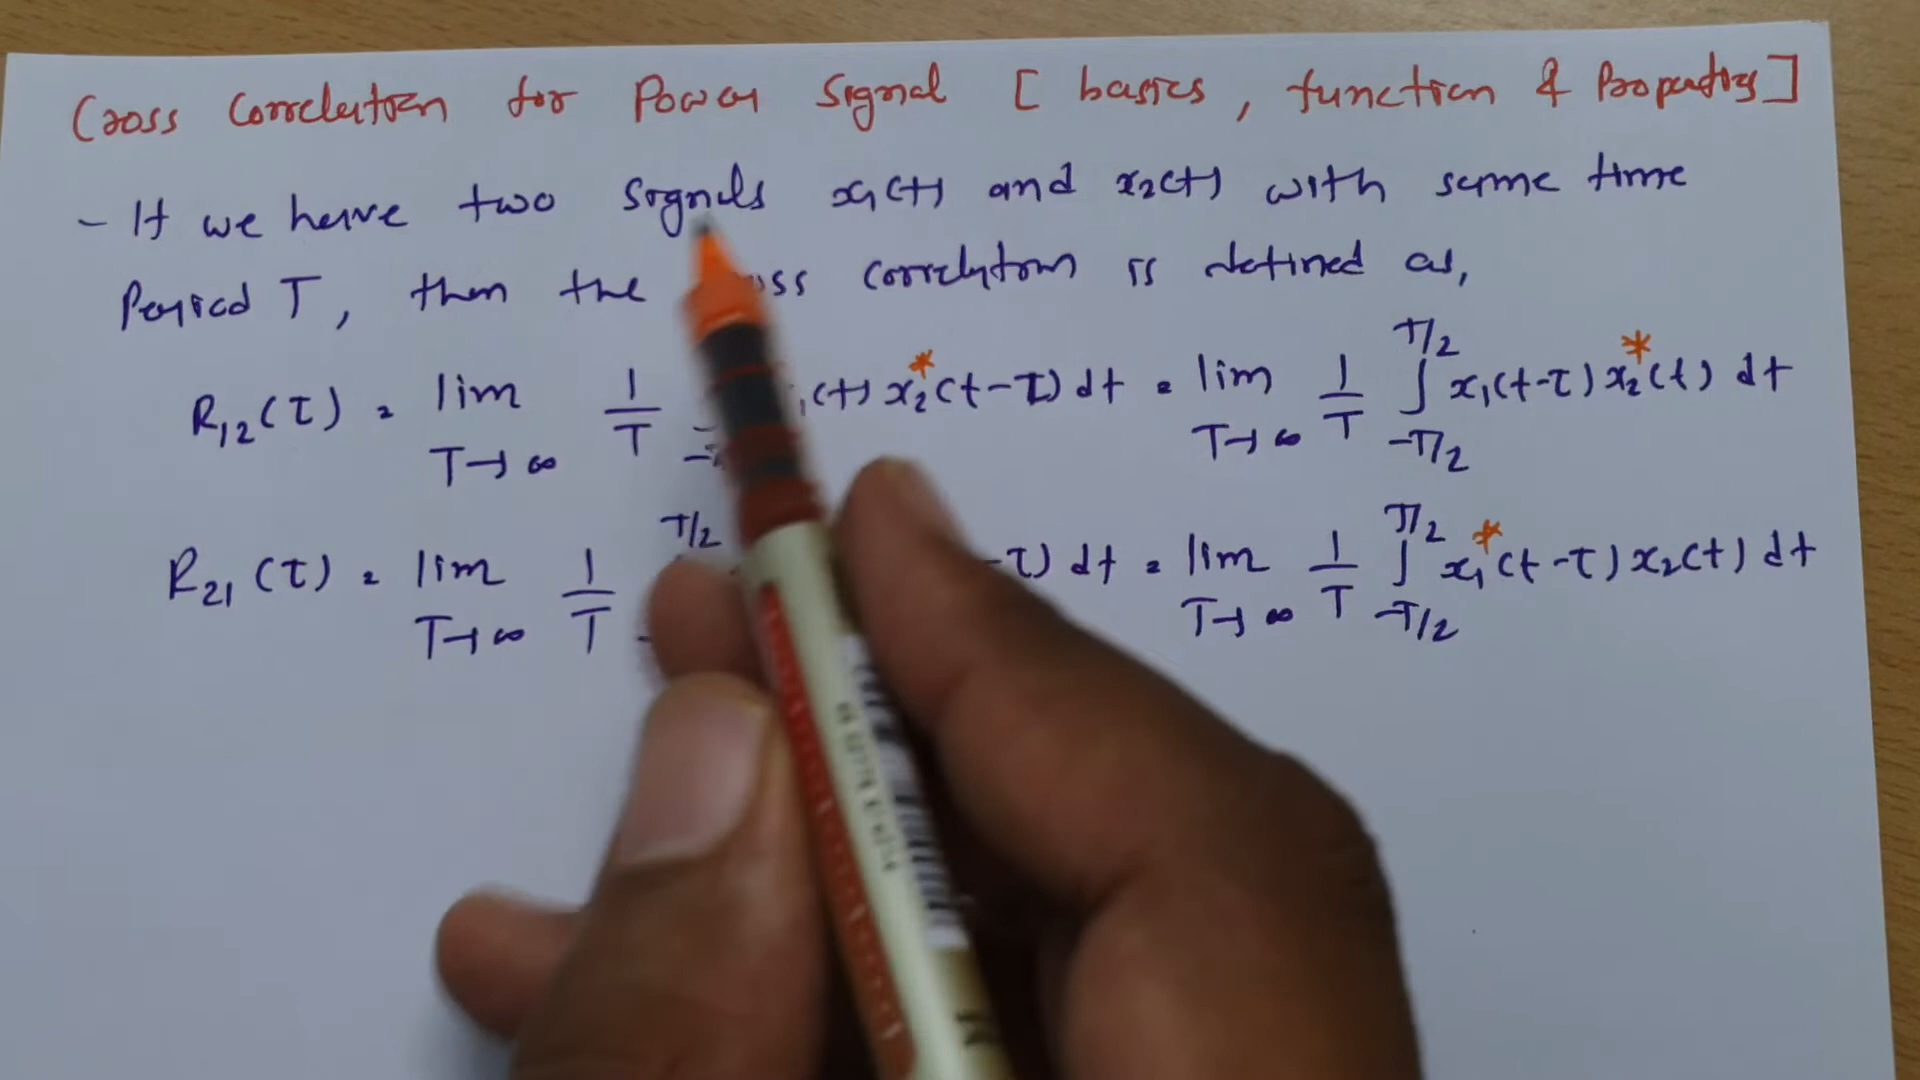 Cross Correlation for Power Signal [ basics , function & Properties ]
- If we have two signals x₁(t) and x₂(t) with same time
Period T , then the cross correlation is defined as,
R₁₂(τ) = lim T→∞ 1/T x₁(t) x₂*(t-τ) dt = lim T→∞ 1/T ∫ -T/2 T/2 x₁(t-τ) x₂*(t) dt
R₂₁(τ) = lim T→∞ 1/T T/2 -τ) dt = lim T→∞ 1/T ∫ -T/2 T/2 x₁*(t-τ) x₂(t) dt